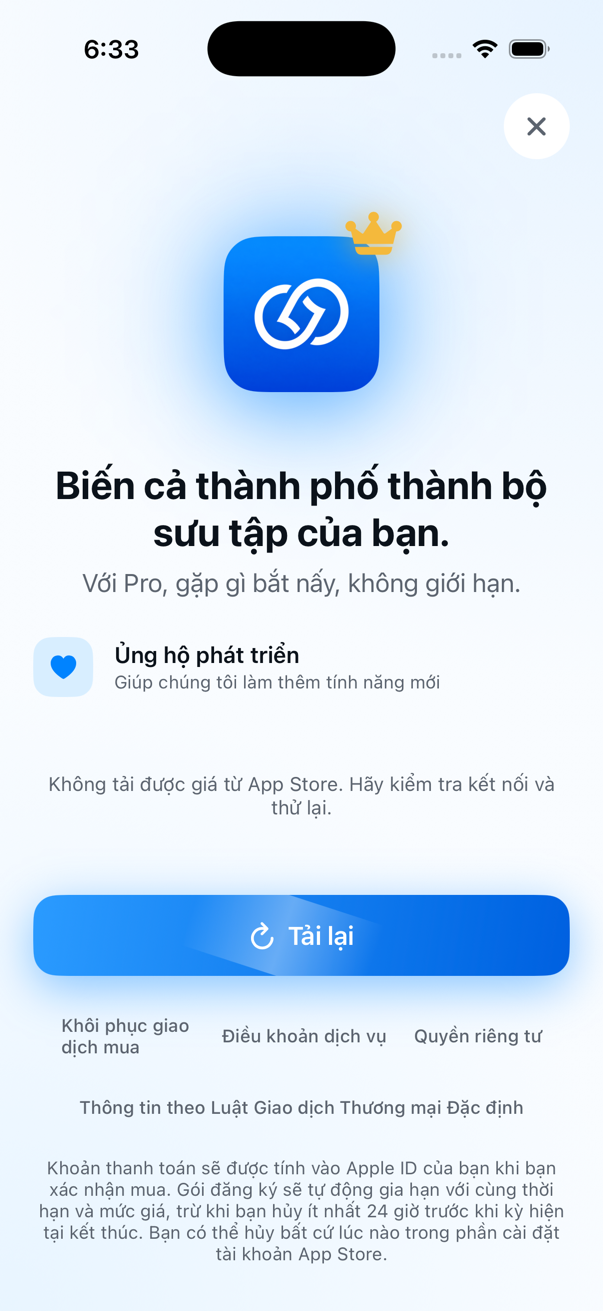 6:33
Biến cả thành phố thành bộ
sưu tập của bạn.
Với Pro, gặp gì bắt nấy, không giới hạn.
Ủng hộ phát triển
Giúp chúng tôi làm thêm tính năng mới
Không tải được giá từ App Store. Hãy kiểm tra kết nối và
thử lại.
Tải lại
Khôi phục giao
dịch mua
Điều khoản dịch vụ
Quyền riêng tư
Thông tin theo Luật Giao dịch Thương mại Đặc định
Khoản thanh toán sẽ được tính vào Apple ID của bạn khi bạn
xác nhận mua. Gói đăng ký sẽ tự động gia hạn với cùng thời
hạn và mức giá, trừ khi bạn hủy ít nhất 24 giờ trước khi kỳ hiện
tại kết thúc. Bạn có thể hủy bất cứ lúc nào trong phần cài đặt
tài khoản App Store.